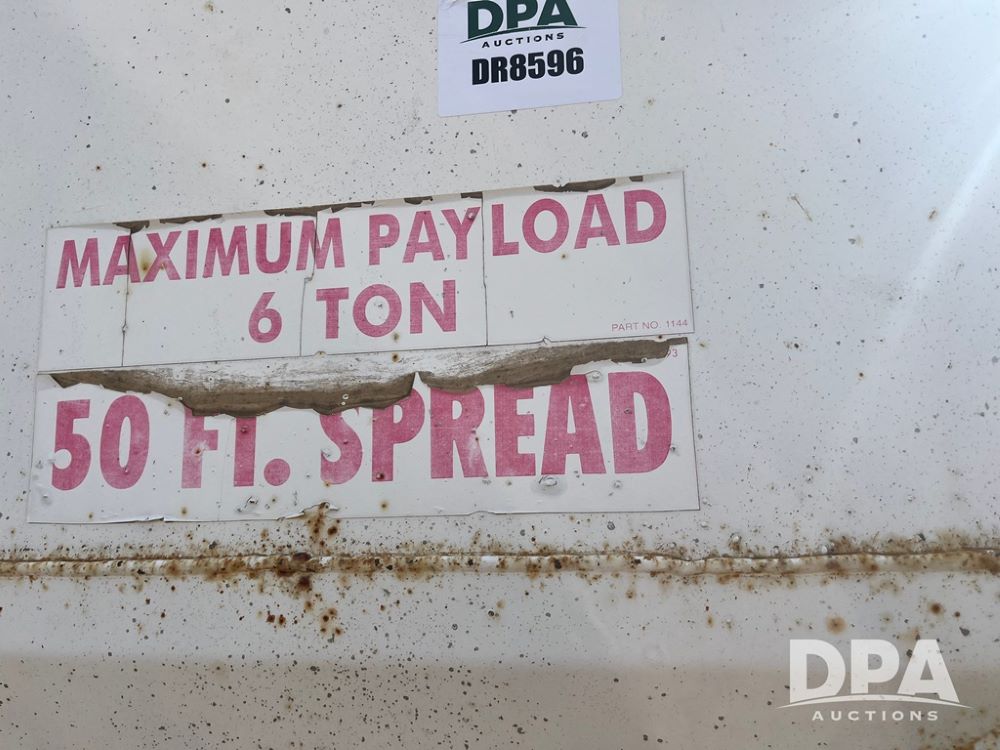 DPA
AUCTIONS
DR8596
MAXIMUM PAYLOAD
6 TON
PART NO. 1144
50 FT. SPREAD
DPA
AUCTIONS